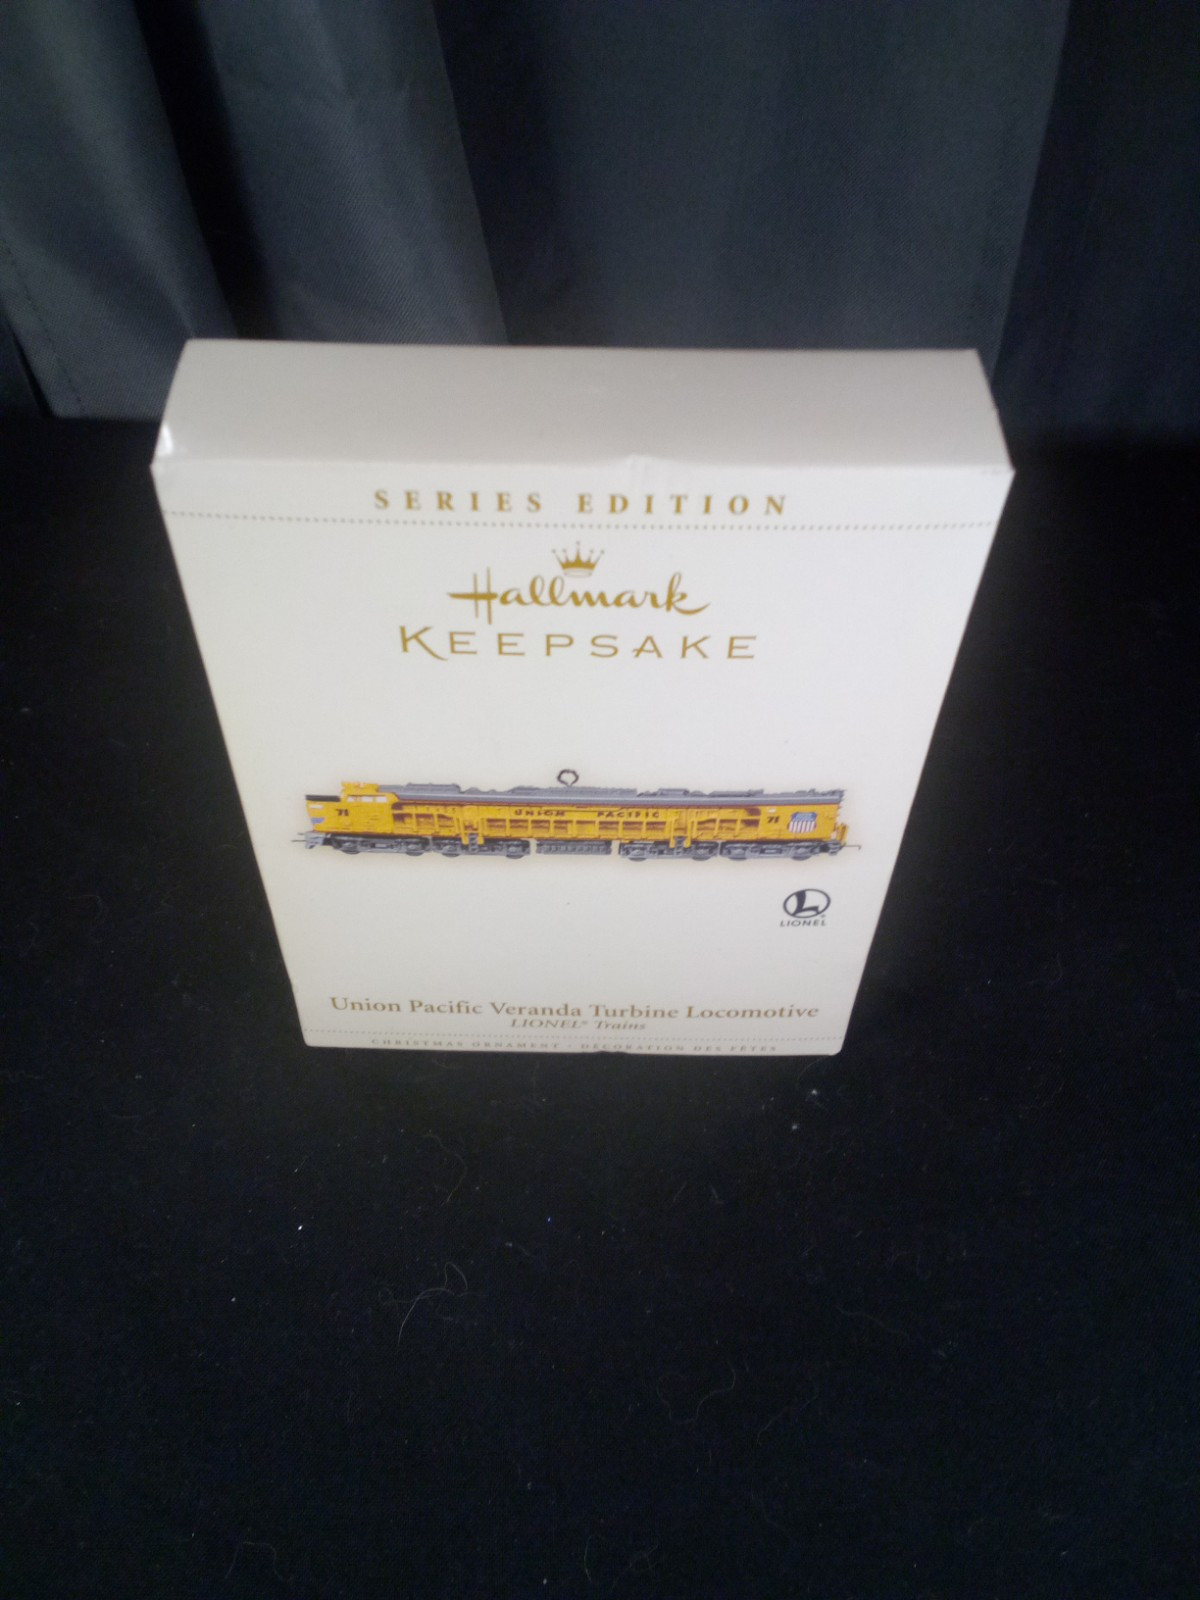 SERIES EDITION
Hallmark
KEEPSAKE
71 UNION PACIFIC 71
L
LIONEL
Union Pacific Veranda Turbine Locomotive
LIONEL® Trains
CHRISTMAS ORNAMENT • DÉCORATION DES FÊTES